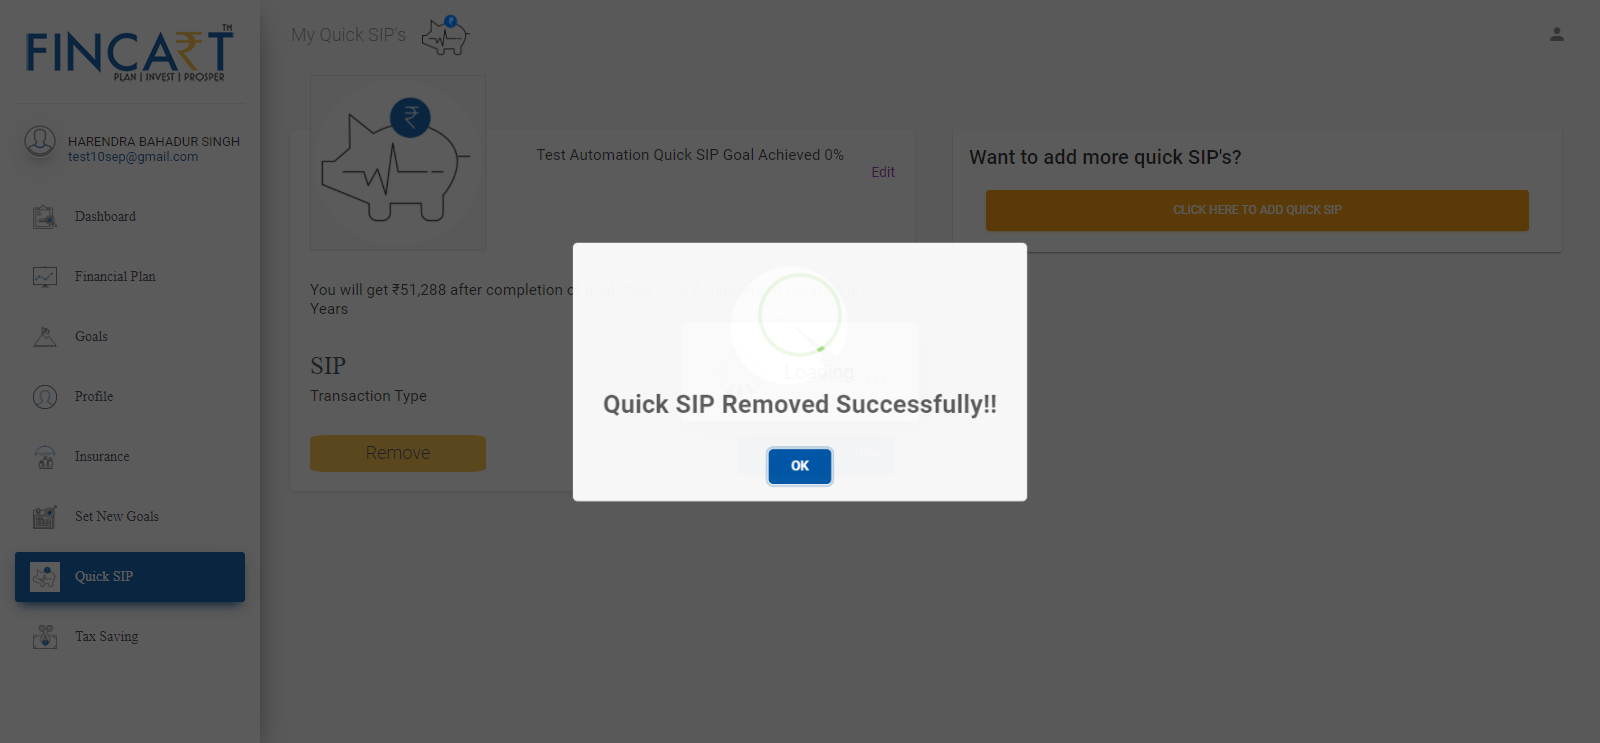 FINCART
TM
PLAN | INVEST | PROSPER
HARENDRA BAHADUR SINGH
test10sep@gmail.com
Dashboard
Financial Plan
Goals
Profile
Insurance
Set New Goals
Quick SIP
Tax Saving
My Quick SIP's
₹
₹
Test Automation Quick SIP Goal Achieved 0%
Edit
You will get ₹51,288 after completion
Years
SIP
Transaction Type
Remove
Want to add more quick SIP's?
CLICK HERE TO ADD QUICK SIP
Loading ...
Quick SIP Removed Successfully!!
OK